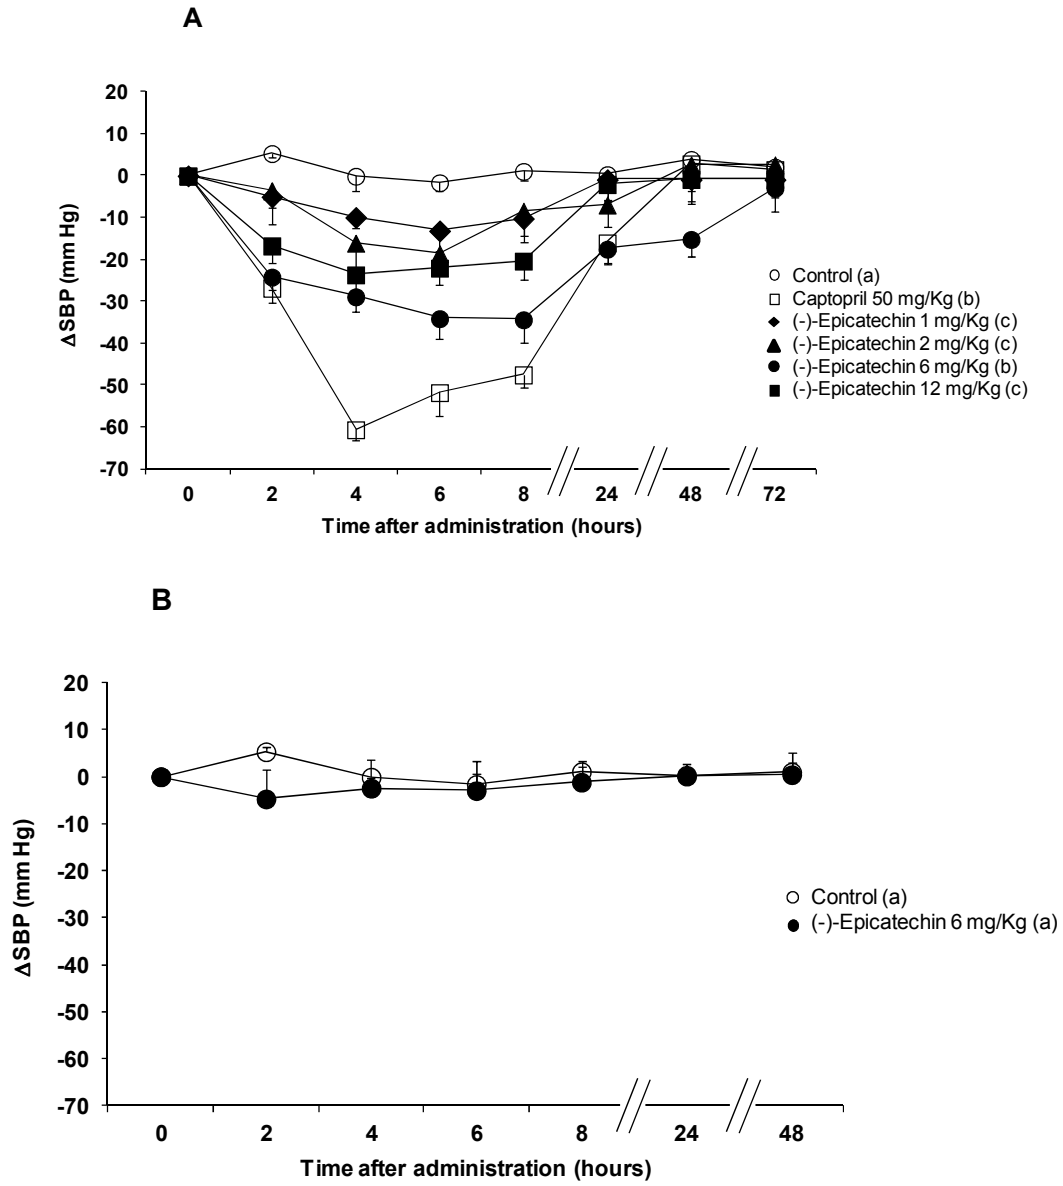 A
20
10
0
-10
-20
-30
-40
-50
-60
-70
ΔSBP (mm Hg)
0 2 4 6 8 24 48 72
Time after administration (hours)
Control (a)
Captopril 50 mg/Kg (b)
(-)-Epicatechin 1 mg/Kg (c)
(-)-Epicatechin 2 mg/Kg (c)
(-)-Epicatechin 6 mg/Kg (b)
(-)-Epicatechin 12 mg/Kg (c)
B
20
10
0
-10
-20
-30
-40
-50
-60
-70
ΔSBP (mm Hg)
0 2 4 6 8 24 48
Time after administration (hours)
Control (a)
(-)-Epicatechin 6 mg/Kg (a)